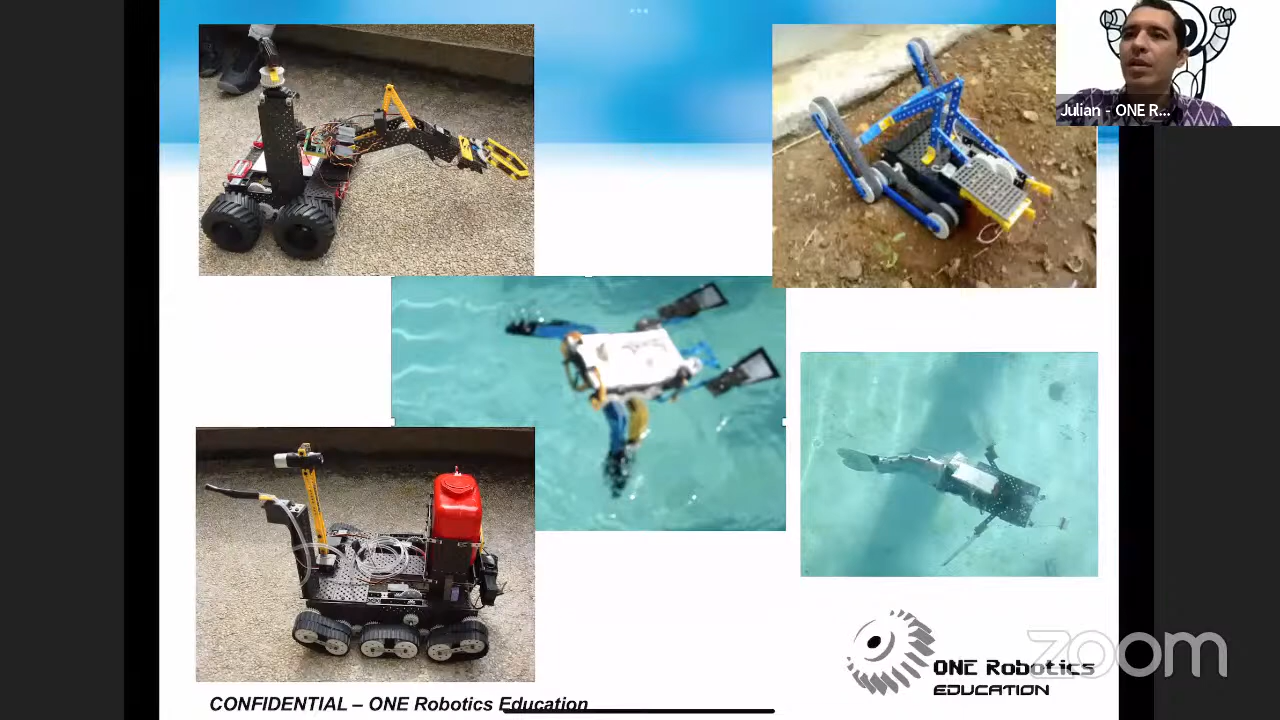 Julian - ONE R...
ONE Robotics
EDUCATION
zoom
CONFIDENTIAL – ONE Robotics Education